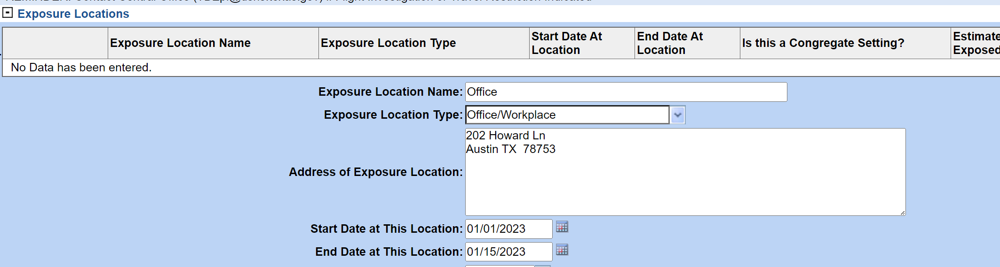 Exposure Locations
Exposure Location Name
Exposure Location Type
Start Date At
Location
End Date At
Location
Is this a Congregate Setting?
Estimate
Exposed
No Data has been entered.
Exposure Location Name: Office
Exposure Location Type: Office/Workplace
Address of Exposure Location:
202 Howard Ln
Austin TX  78753
Start Date at This Location: 01/01/2023
End Date at This Location: 01/15/2023